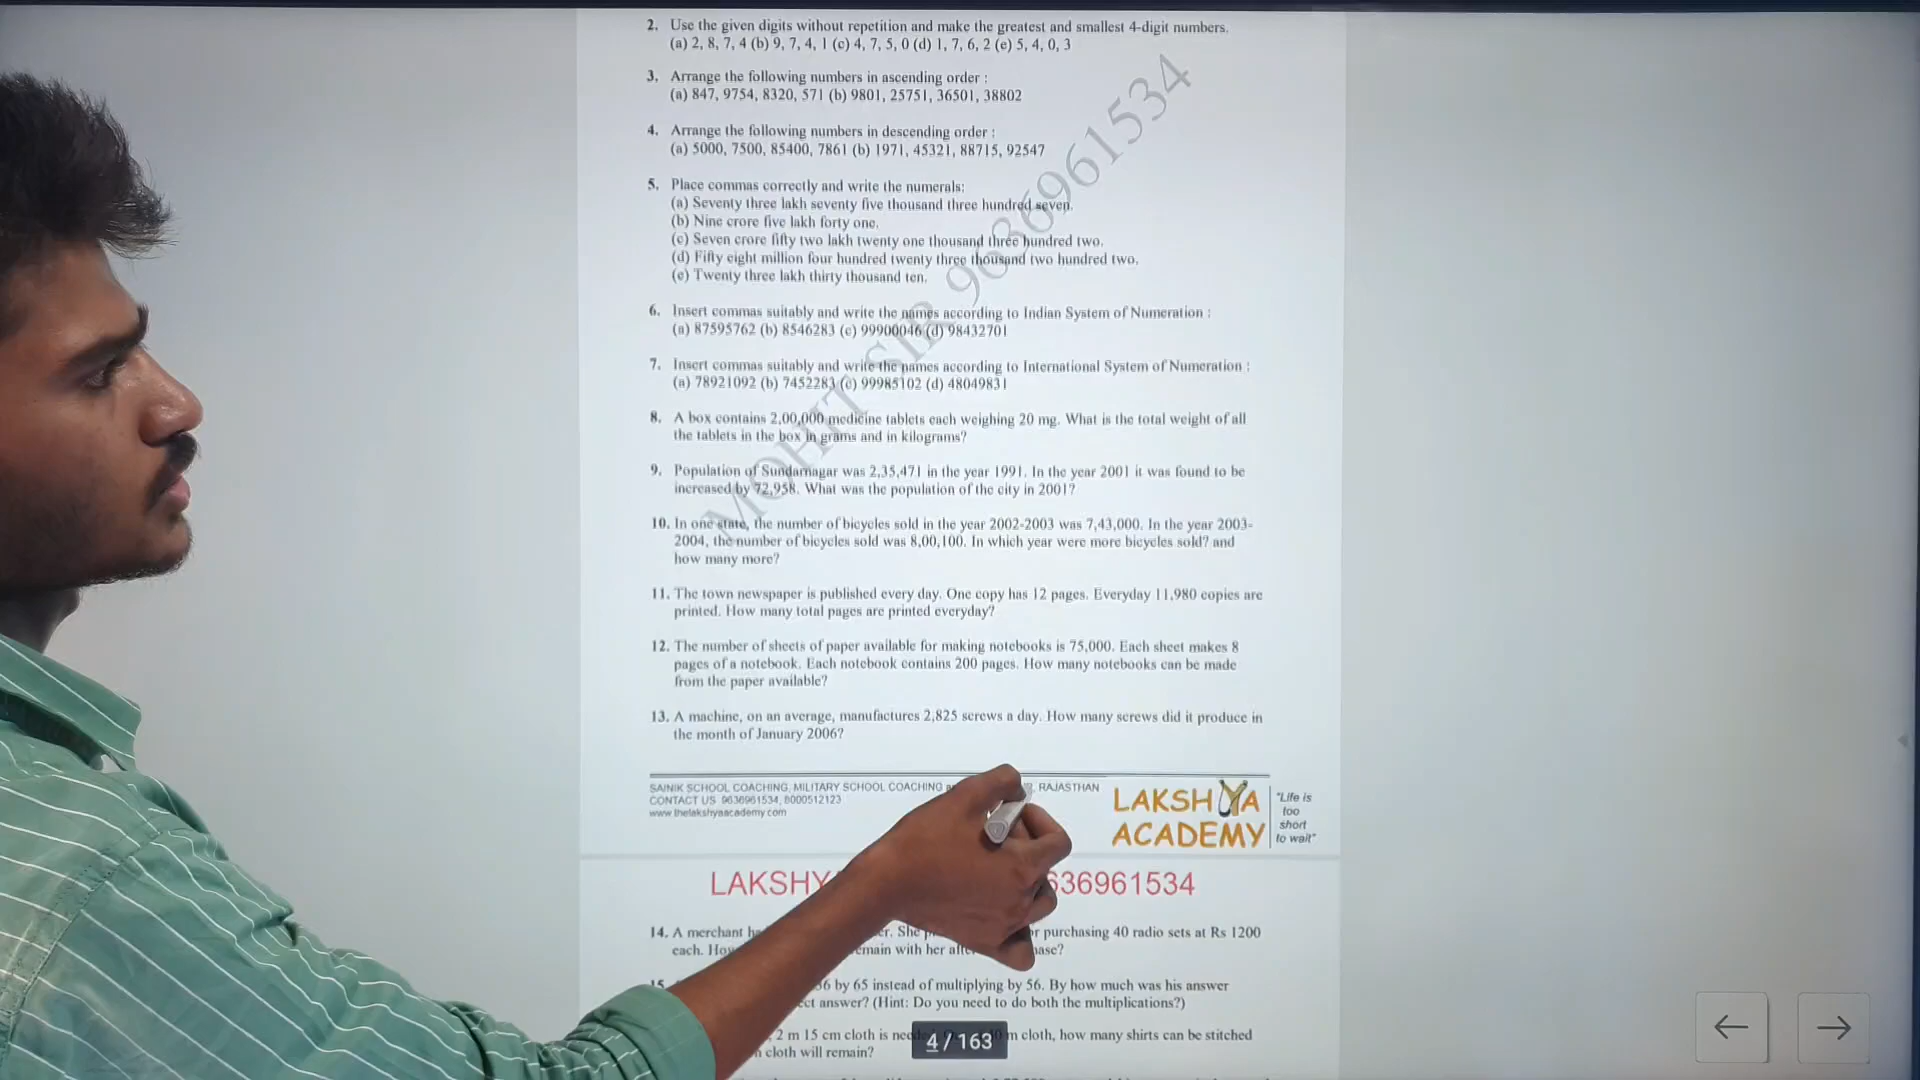 2. Use the given digits without repetition and make the greatest and smallest 4-digit numbers.
(a) 2, 8, 7, 4 (b) 9, 7, 4, 1 (c) 4, 7, 5, 0 (d) 1, 7, 6, 2 (e) 5, 4, 0, 3
3. Arrange the following numbers in ascending order :
(a) 847, 9754, 8320, 571 (b) 9801, 25751, 36501, 38802
4. Arrange the following numbers in descending order :
(a) 5000, 7500, 85400, 7861 (b) 1971, 45321, 88715, 92547
5. Place commas correctly and write the numerals:
(a) Seventy three lakh seventy five thousand three hundred seven.
(b) Nine crore five lakh forty one.
(c) Seven crore fifty two lakh twenty one thousand three hundred two.
(d) Fifty eight million four hundred twenty three thousand two hundred two.
(e) Twenty three lakh thirty thousand ten.
6. Insert commas suitably and write the names according to Indian System of Numeration :
(a) 87595762 (b) 8546283 (c) 99900046 (d) 98432701
7. Insert commas suitably and write the names according to International System of Numeration :
(a) 78921092 (b) 7452283 (c) 99985102 (d) 48049831
8. A box contains 2,00,000 medicine tablets each weighing 20 mg. What is the total weight of all
the tablets in the box in grams and in kilograms?
9. Population of Sundarnagar was 2,35,471 in the year 1991. In the year 2001 it was found to be
increased by 72,958. What was the population of the city in 2001?
10. In one state, the number of bicycles sold in the year 2002-2003 was 7,43,000. In the year 2003-
2004, the number of bicycles sold was 8,00,100. In which year were more bicycles sold? and
how many more?
11. The town newspaper is published every day. One copy has 12 pages. Everyday 11,980 copies are
printed. How many total pages are printed everyday?
12. The number of sheets of paper available for making notebooks is 75,000. Each sheet makes 8
pages of a notebook. Each notebook contains 200 pages. How many notebooks can be made
from the paper available?
13. A machine, on an average, manufactures 2,825 screws a day. How many screws did it produce in
the month of January 2006?
MOHIT SIR 9636961534
SAINIK SCHOOL COACHING, MILITARY SCHOOL COACHING RAJASTHAN
CONTACT US 9636961534, 8000512123
www.thelakshyaacademy.com
LAKSHYA
ACADEMY
"Life is
too
short
to wait"
LAKSHY 636961534
14. A merchant She purchasing 40 radio sets at Rs 1200
each. with her
by 65 instead of multiplying by 56. By how much was his answer
answer? (Hint: Do you need to do both the multiplications?)
2 m 15 cm cloth is m cloth, how many shirts can be stitched
cloth will remain?
4 / 163